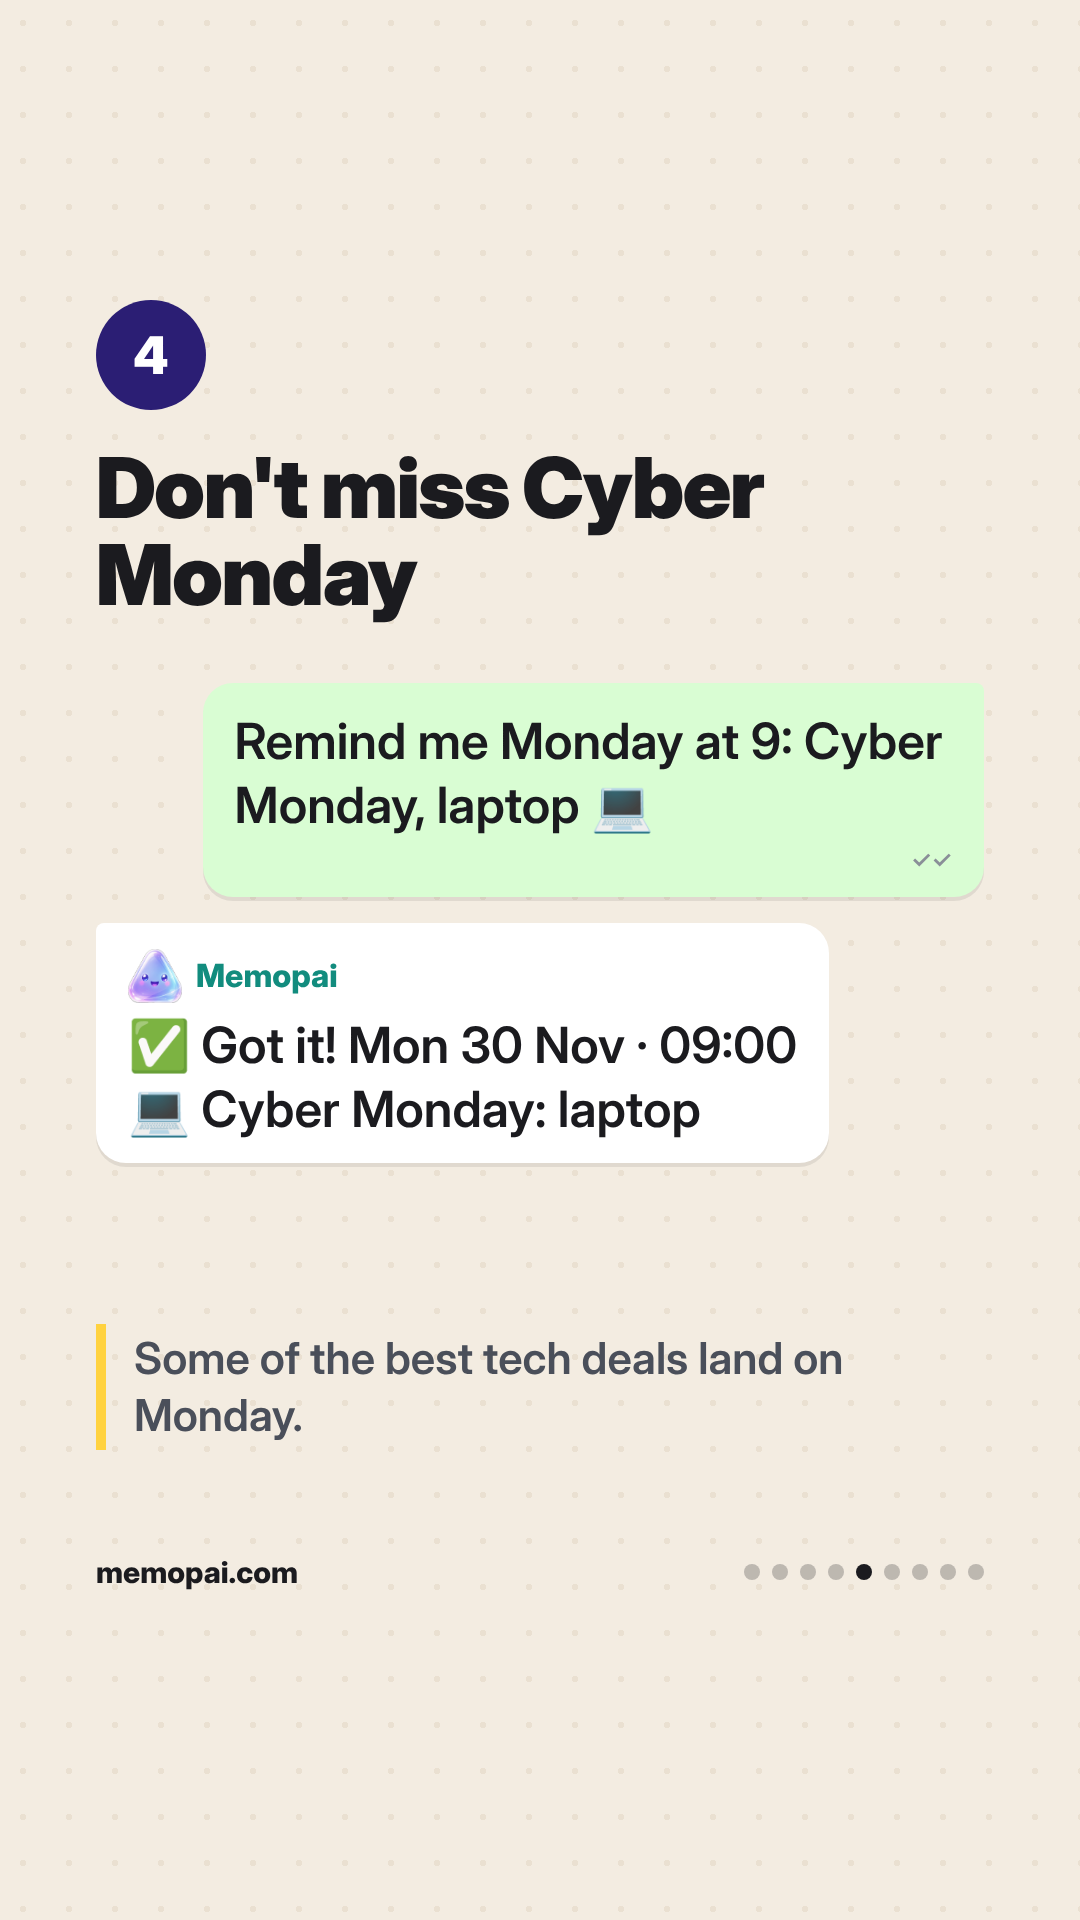 4
Don't miss Cyber
Monday
Remind me Monday at 9: Cyber
Monday, laptop 💻
Memopai
✅ Got it! Mon 30 Nov · 09:00
💻 Cyber Monday: laptop
Some of the best tech deals land on
Monday.
memopai.com